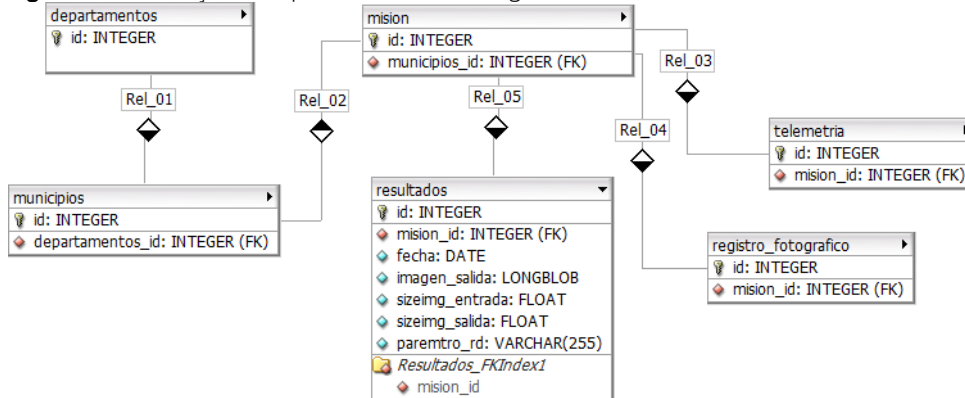 departamentos
id: INTEGER
Rel_01
municipios
id: INTEGER
departamentos_id: INTEGER (FK)
Rel_02
mision
id: INTEGER
municipios_id: INTEGER (FK)
Rel_05
resultados
id: INTEGER
mision_id: INTEGER (FK)
fecha: DATE
imagen_salida: LONGBLOB
sizeimg_entrada: FLOAT
sizeimg_salida: FLOAT
paremtro_rd: VARCHAR(255)
Resultados_FKIndex1
mision_id
Rel_03
telemetria
id: INTEGER
mision_id: INTEGER (FK)
Rel_04
registro_fotografico
id: INTEGER
mision_id: INTEGER (FK)